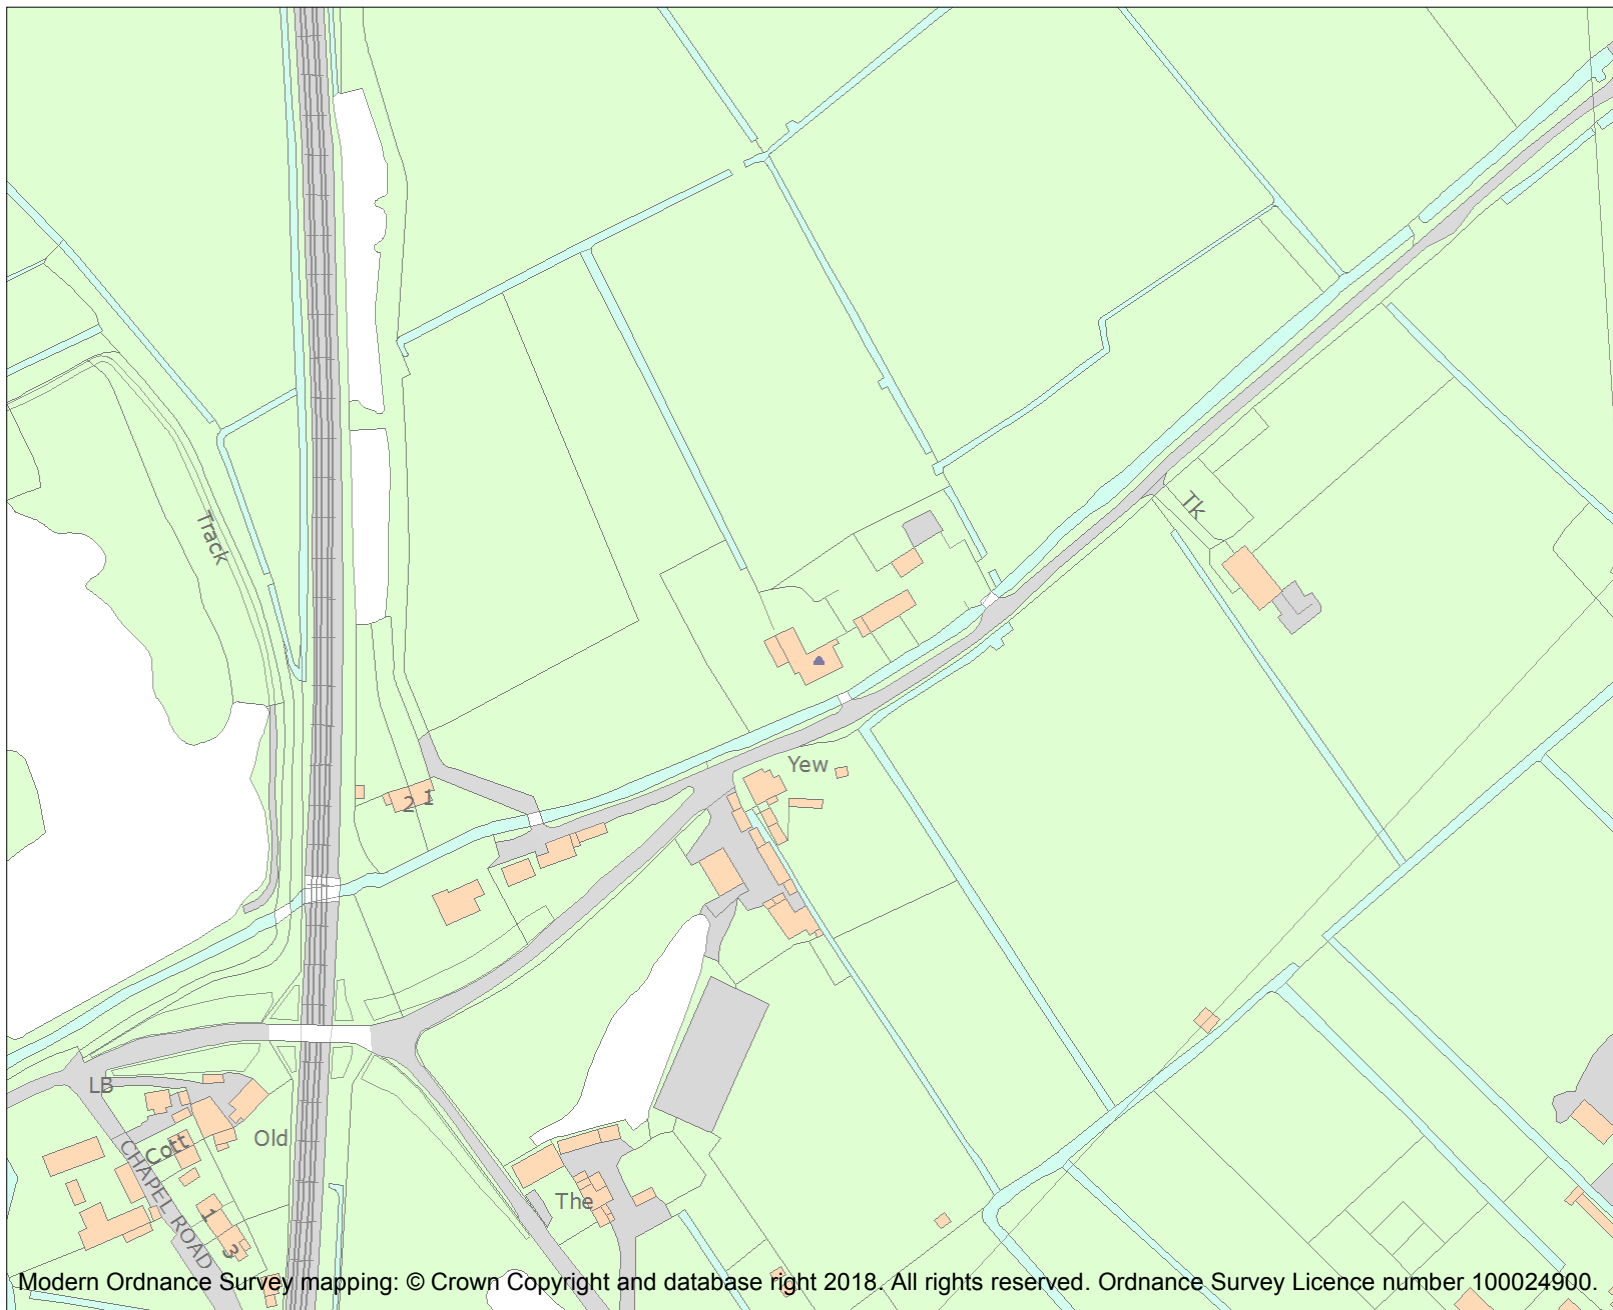 Track
Tk
Yew
2 1
LB
Old
Cott
CHAPEL ROAD
The
1
3
Modern Ordnance Survey mapping: © Crown Copyright and database right 2018. All rights reserved. Ordnance Survey Licence number 100024900.